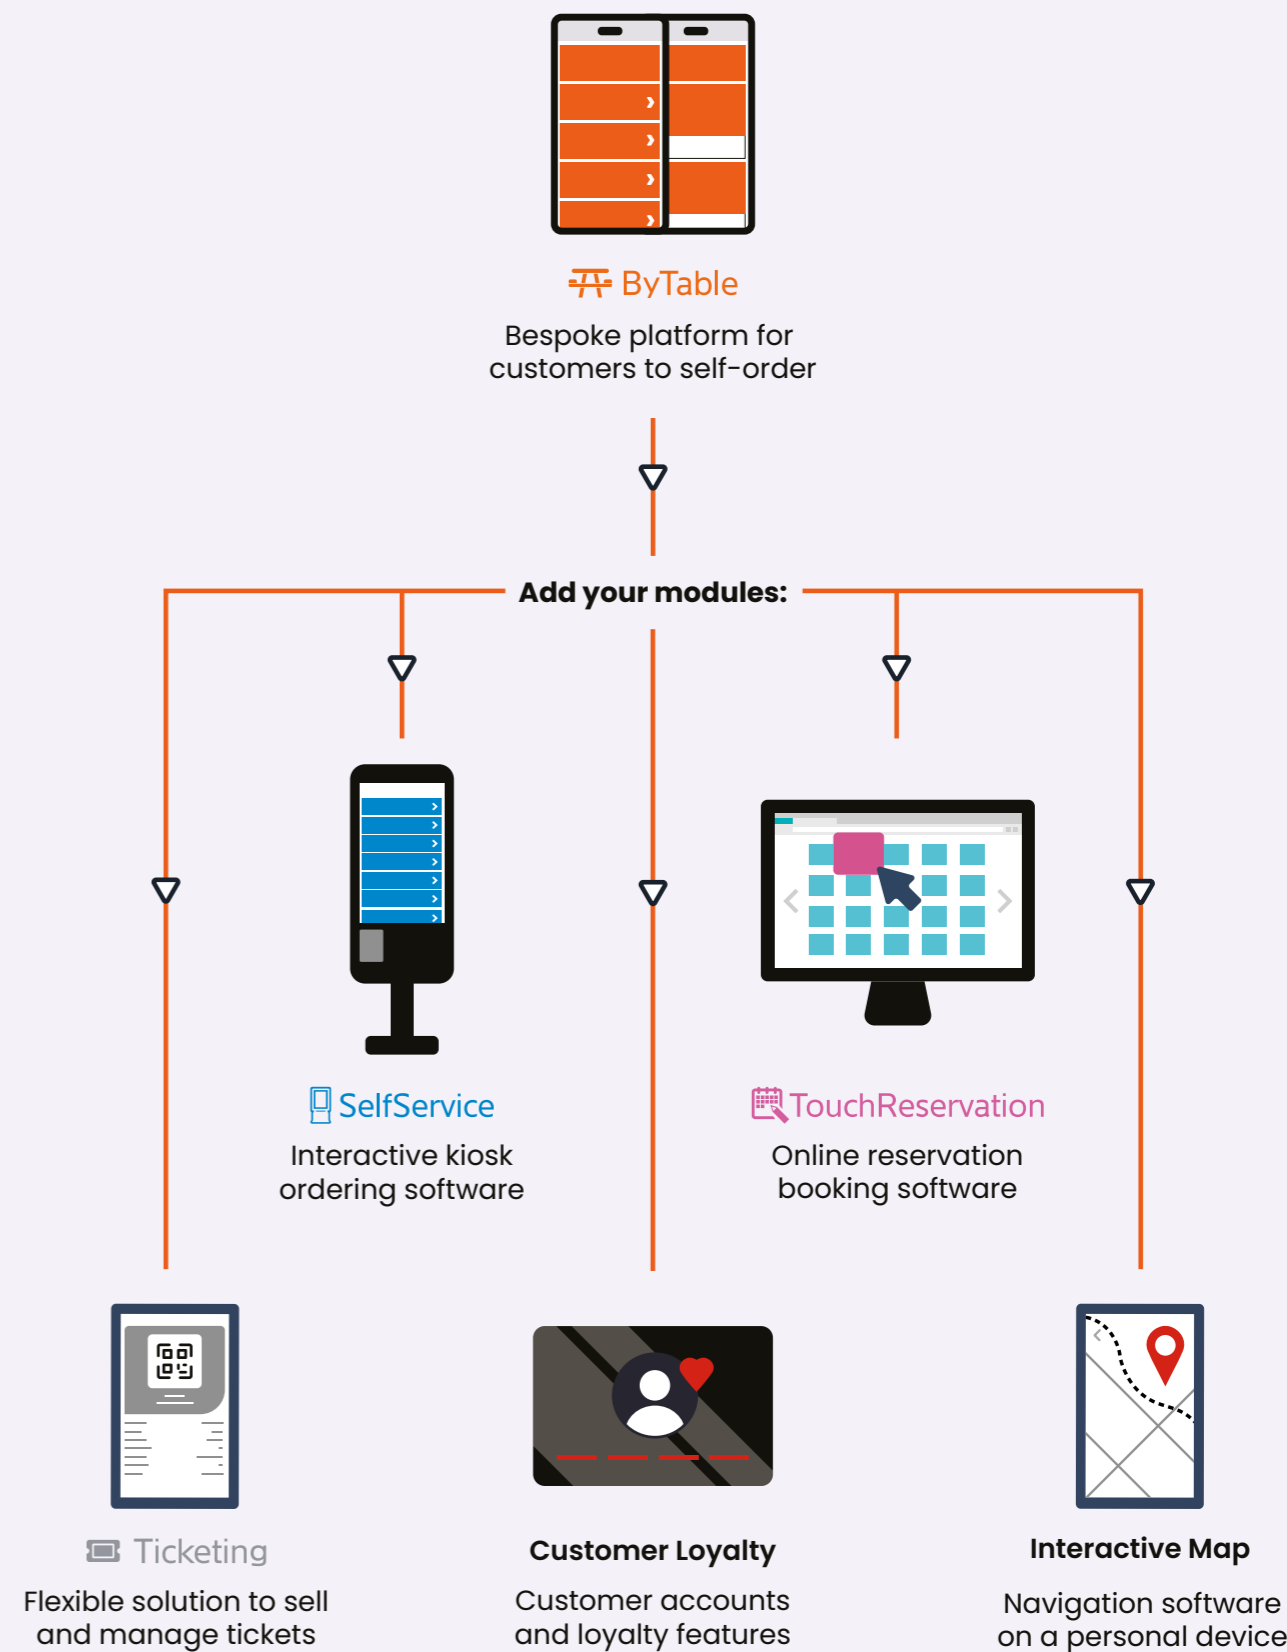 ByTable
Bespoke platform for
customers to self-order
Add your modules:
SelfService
Interactive kiosk
ordering software
TouchReservation
Online reservation
booking software
Ticketing
Flexible solution to sell
and manage tickets
Customer Loyalty
Customer accounts
and loyalty features
Interactive Map
Navigation software
on a personal device